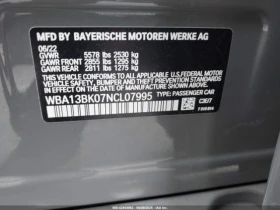 MFD BY BAYERISCHE MOTOREN WERKE AG
06/22
GVWR 5578 lbs 2530 kg
GAWR FRONT 2855 lbs 1295 kg
GAWR REAR 2811 lbs 1275 kg
THIS VEHICLE CONFORMS TO ALL APPLICABLE U.S. FEDERAL MOTOR VEHICLE SAFETY, BUMPER, AND THEFT PREVENTION STANDARDS IN EFFECT ON THE DATE OF MANUFACTURE SHOWN ABOVE.
WBA13BK07NCL07995
TYPE: PASSENGER CAR
C3E/7